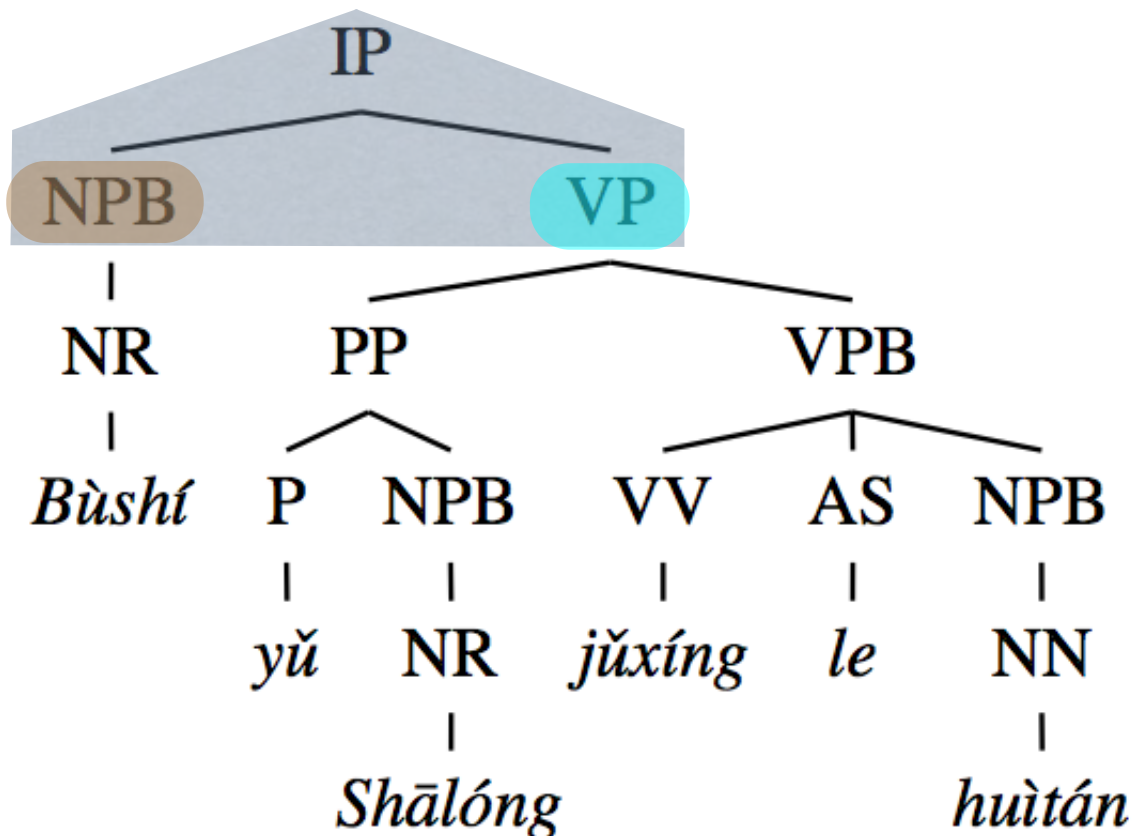 IP
NPB VP
NR PP VPB
Bùshí P NPB VV AS NPB
yǔ NR jǔxíng le NN
Shālóng huìtán